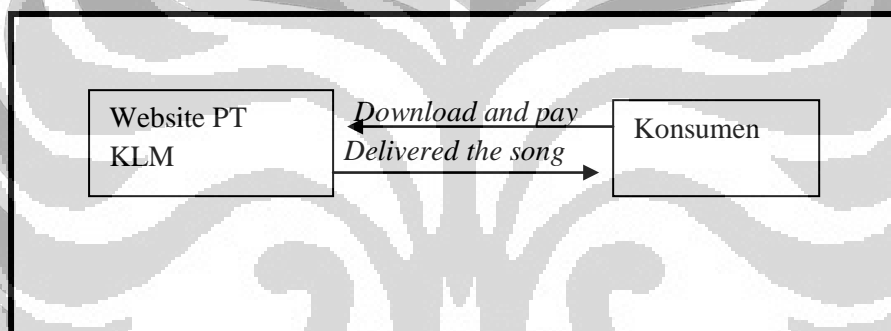 Website PT
KLM
Download and pay
Delivered the song
Konsumen